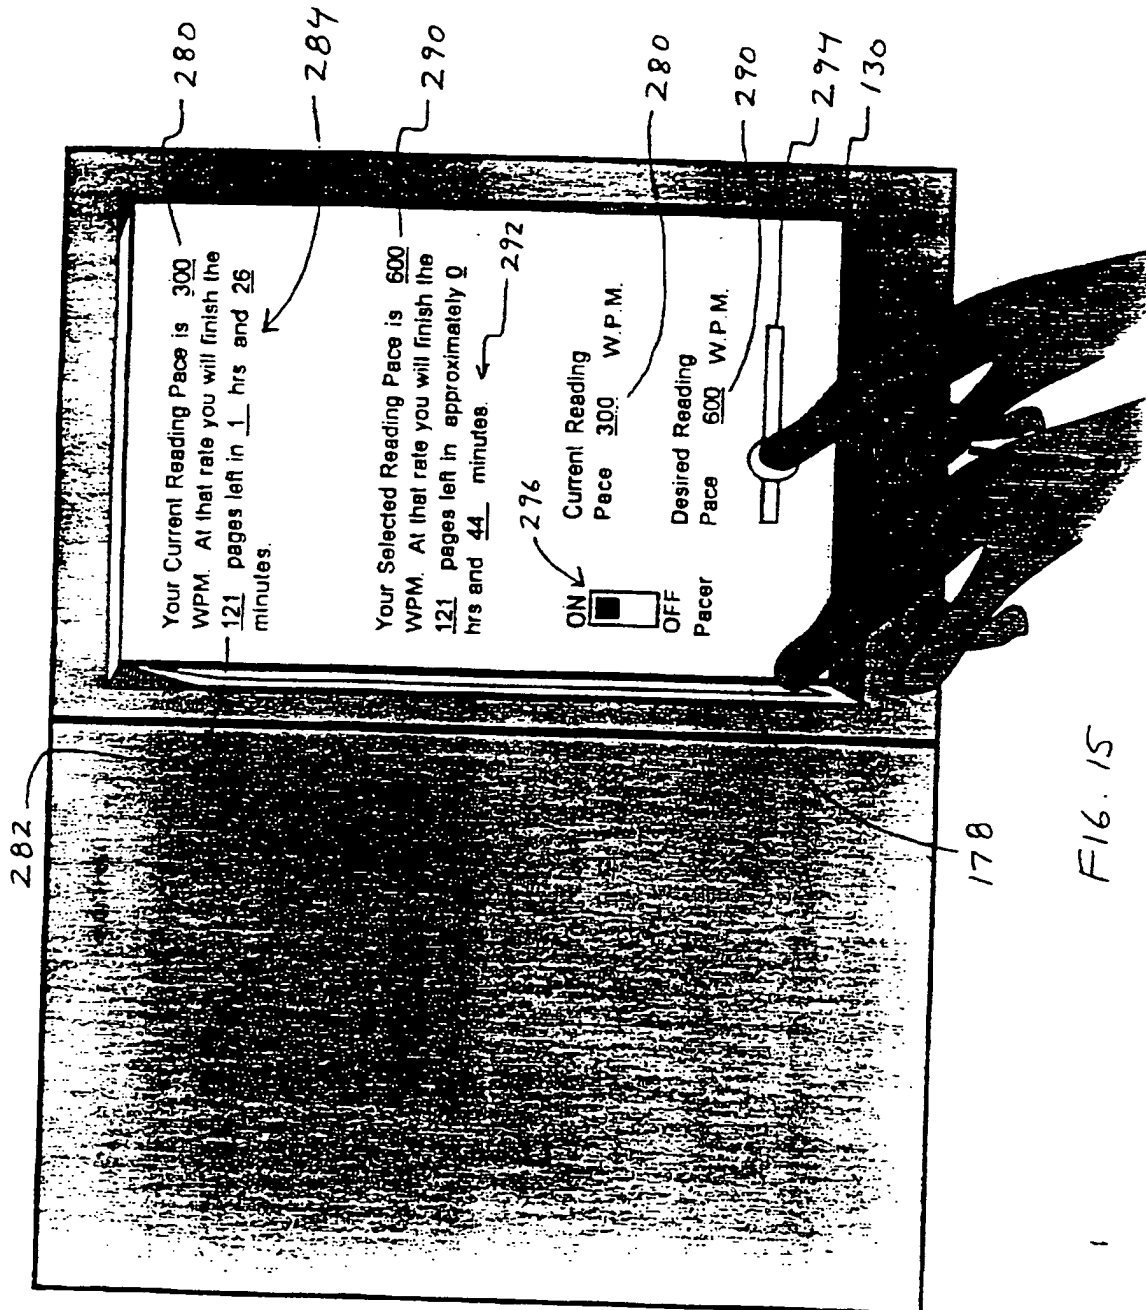 280
284
290
280
290
294
130
Your Current Reading Pace is 300
WPM. At that rate you will finish the
121 pages left in 1 hrs and 26
minutes.
Your Selected Reading Pace is 600
WPM. At that rate you will finish the
121 pages left in approximately 0
hrs and 44 minutes.
292
296
ON
OFF
Pacer
Current Reading
Pace 300 W.P.M.
Desired Reading
Pace 600 W.P.M.
282
178
FIG. 15